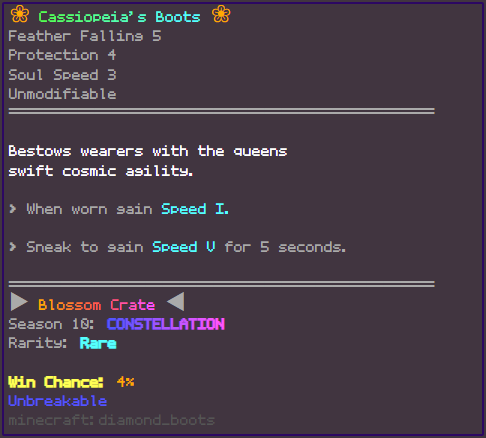 Cassiopeia's Boots
Feather Falling 5
Protection 4
Soul Speed 3
Unmodifiable
Bestows wearers with the queens
swift cosmic agility.
> When worn gain Speed I.
> Sneak to gain Speed V for 5 seconds.
Blossom Crate
Season 10: CONSTELLATION
Rarity: Rare
Win Chance: 4%
Unbreakable
minecraft:diamond_boots